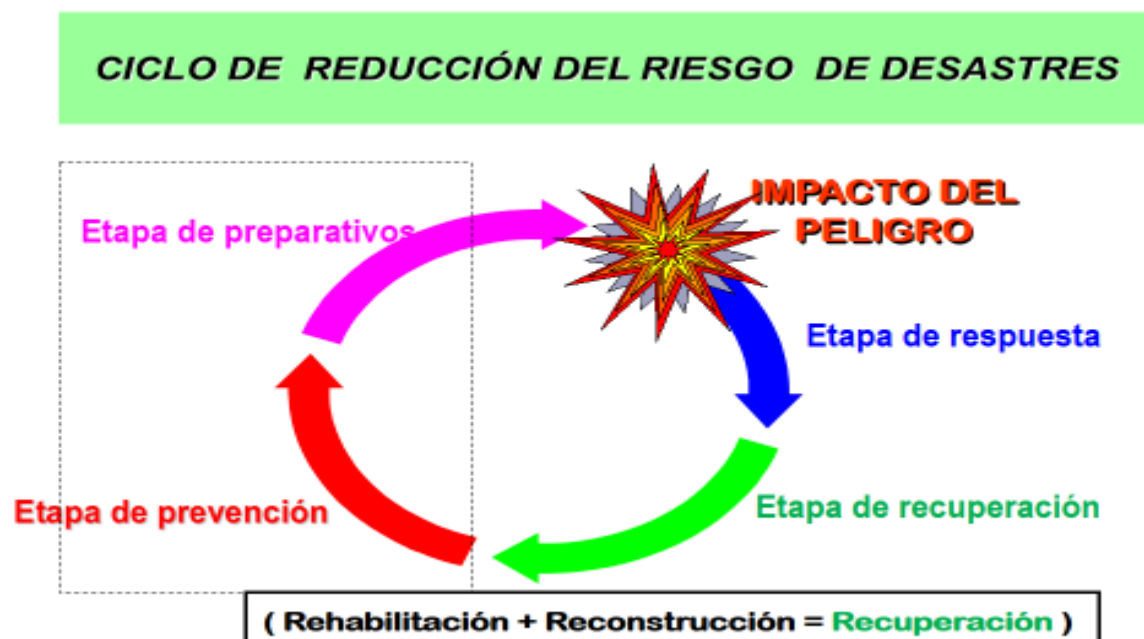 CICLO DE REDUCCIÓN DEL RIESGO DE DESASTRES
IMPACTO DEL
PELIGRO
Etapa de preparativos
Etapa de respuesta
Etapa de recuperación
Etapa de prevención
( Rehabilitación + Reconstrucción = Recuperación )